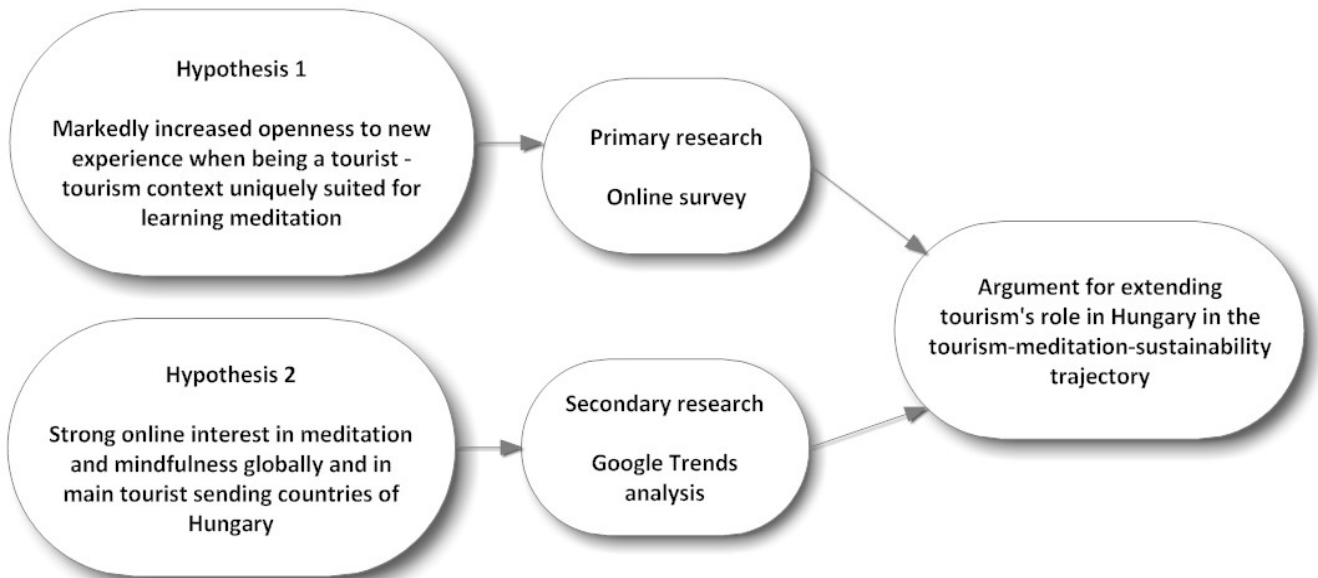 Hypothesis 1
Markedly increased openness to new
experience when being a tourist -
tourism context uniquely suited for
learning meditation
Primary research
Online survey
Hypothesis 2
Strong online interest in meditation
and mindfulness globally and in
main tourist sending countries of
Hungary
Secondary research
Google Trends
analysis
Argument for extending
tourism's role in Hungary in the
tourism-meditation-sustainability
trajectory